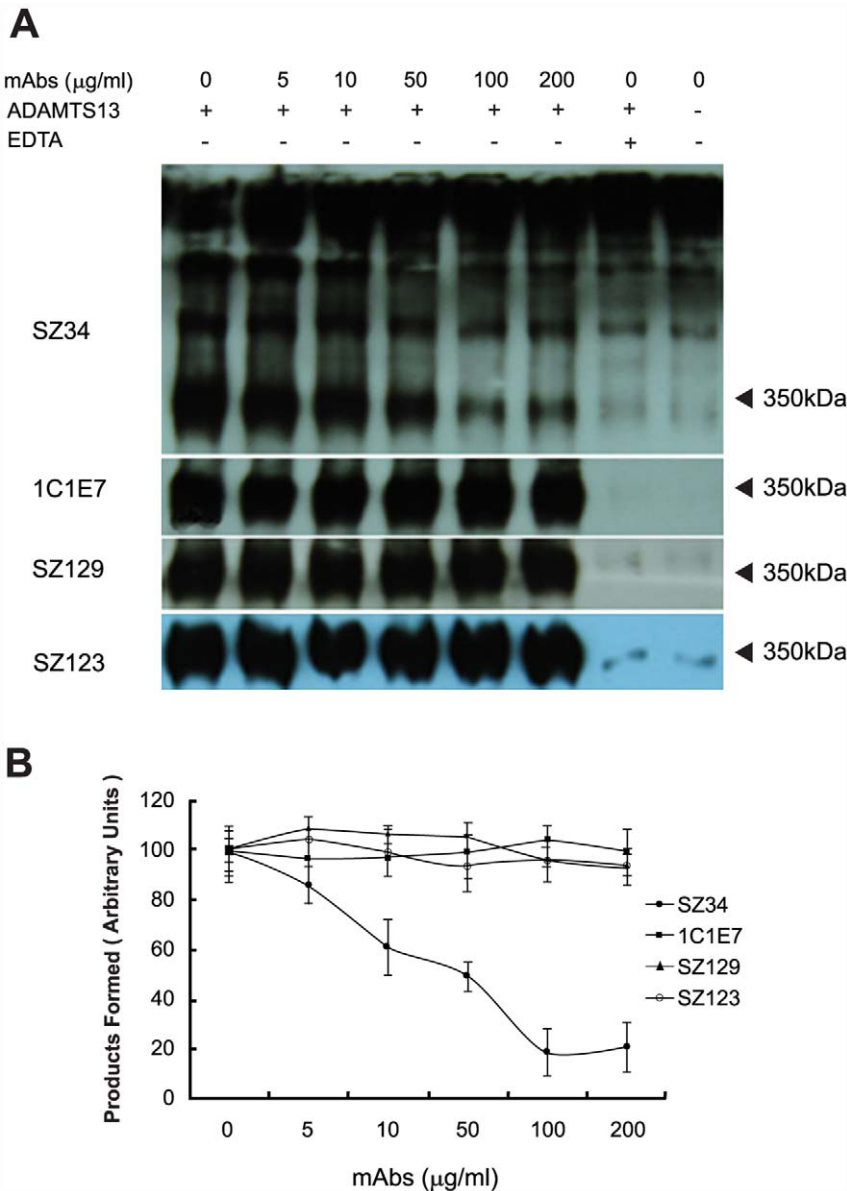 A
mAbs (μg/ml) 0 5 10 50 100 200 0 0
ADAMTS13 + + + + + + + -
EDTA - - - - - - + -
SZ34
350kDa
1C1E7
350kDa
SZ129
350kDa
SZ123
350kDa
B
Products Formed ( Arbitrary Units )
120
100
80
60
40
20
0
0 5 10 50 100 200
mAbs (μg/ml)
SZ34
1C1E7
SZ129
SZ123